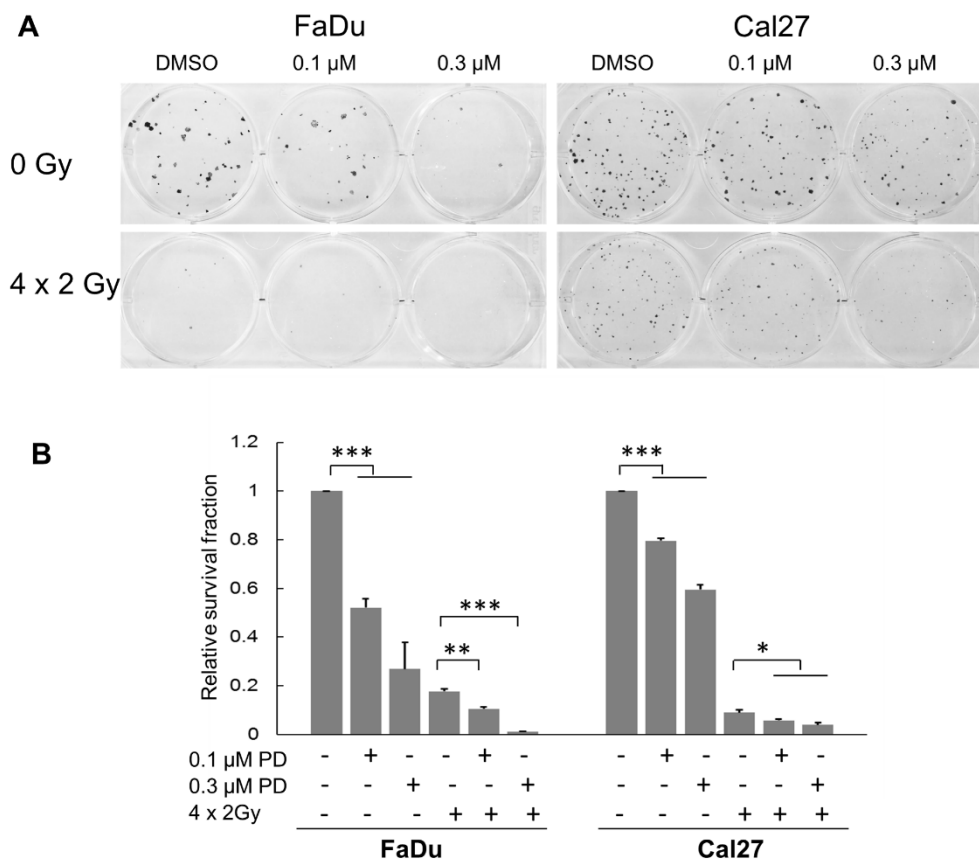 A
FaDu Cal27
DMSO 0.1 µM 0.3 µM DMSO 0.1 µM 0.3 µM
0 Gy
4 x 2 Gy
B
Relative survival fraction
1.2
1
0.8
0.6
0.4
0.2
0
*** *** ** *** *
0.1 µM PD - + - - + - - + - - + -
0.3 µM PD - - + - - + - - + - - +
4 x 2Gy - - - + + + - - - + + +
FaDu Cal27